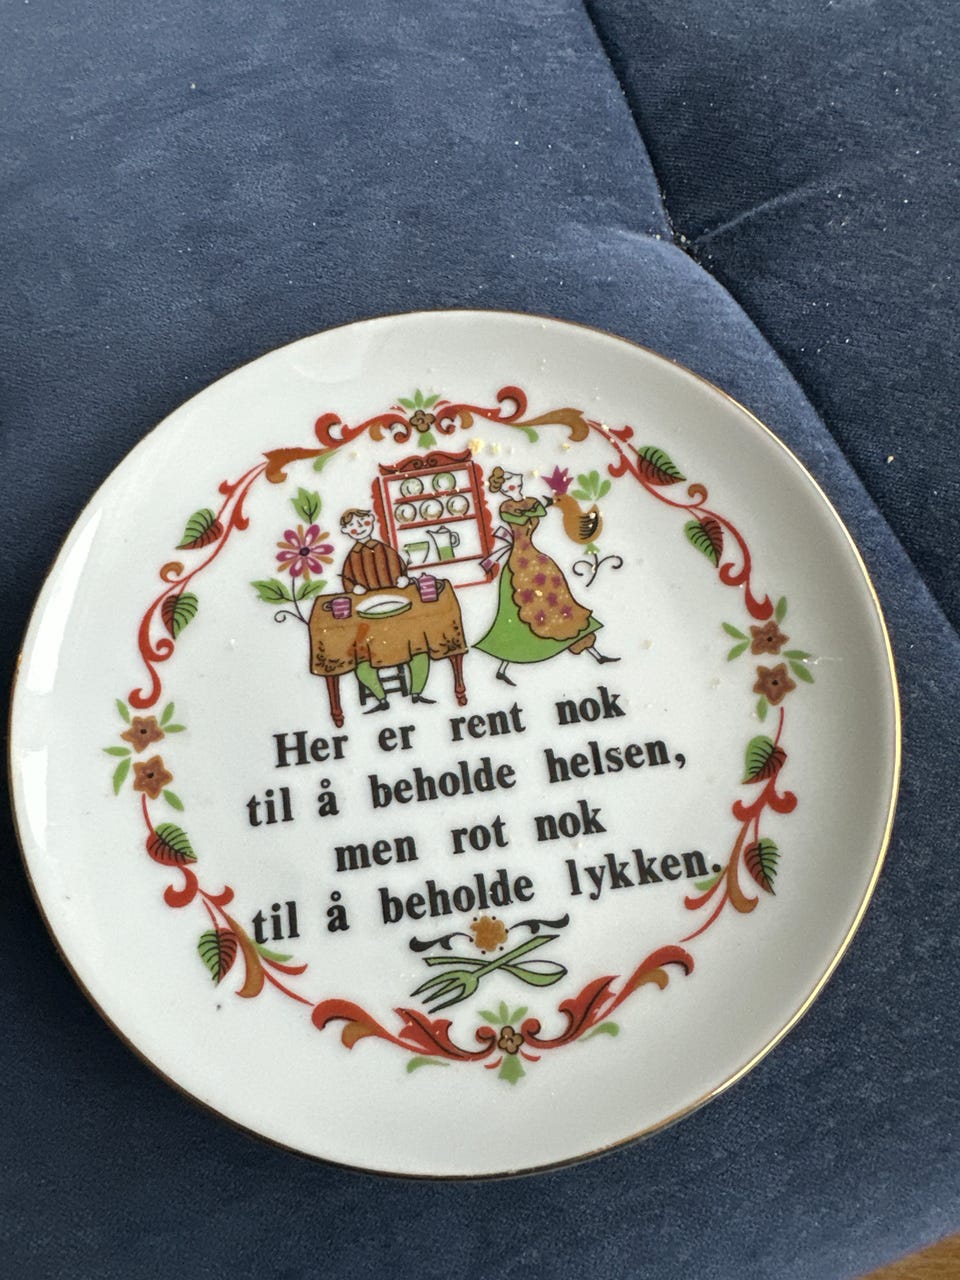 Her er rent nok
til å beholde helsen,
men rot nok
til å beholde lykken.